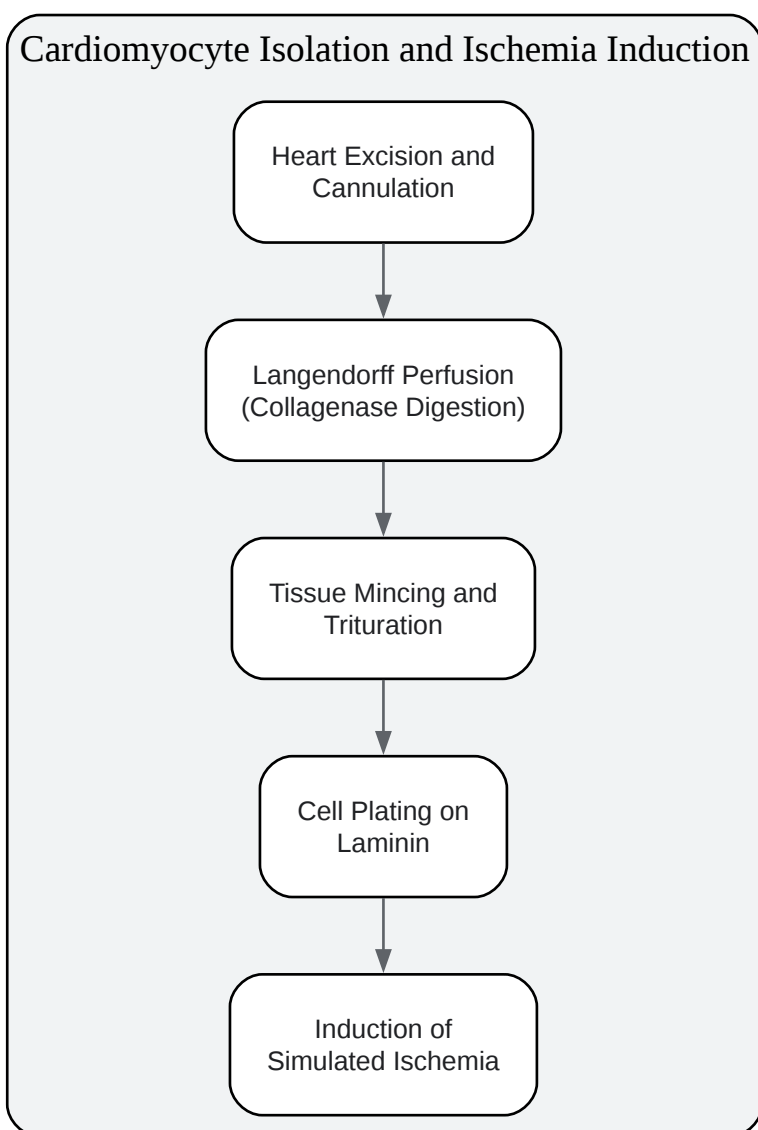 Cardiomyocyte Isolation and Ischemia Induction
Heart Excision and
Cannulation
Langendorff Perfusion
(Collagenase Digestion)
Tissue Mincing and
Trituration
Cell Plating on
Laminin
Induction of
Simulated Ischemia